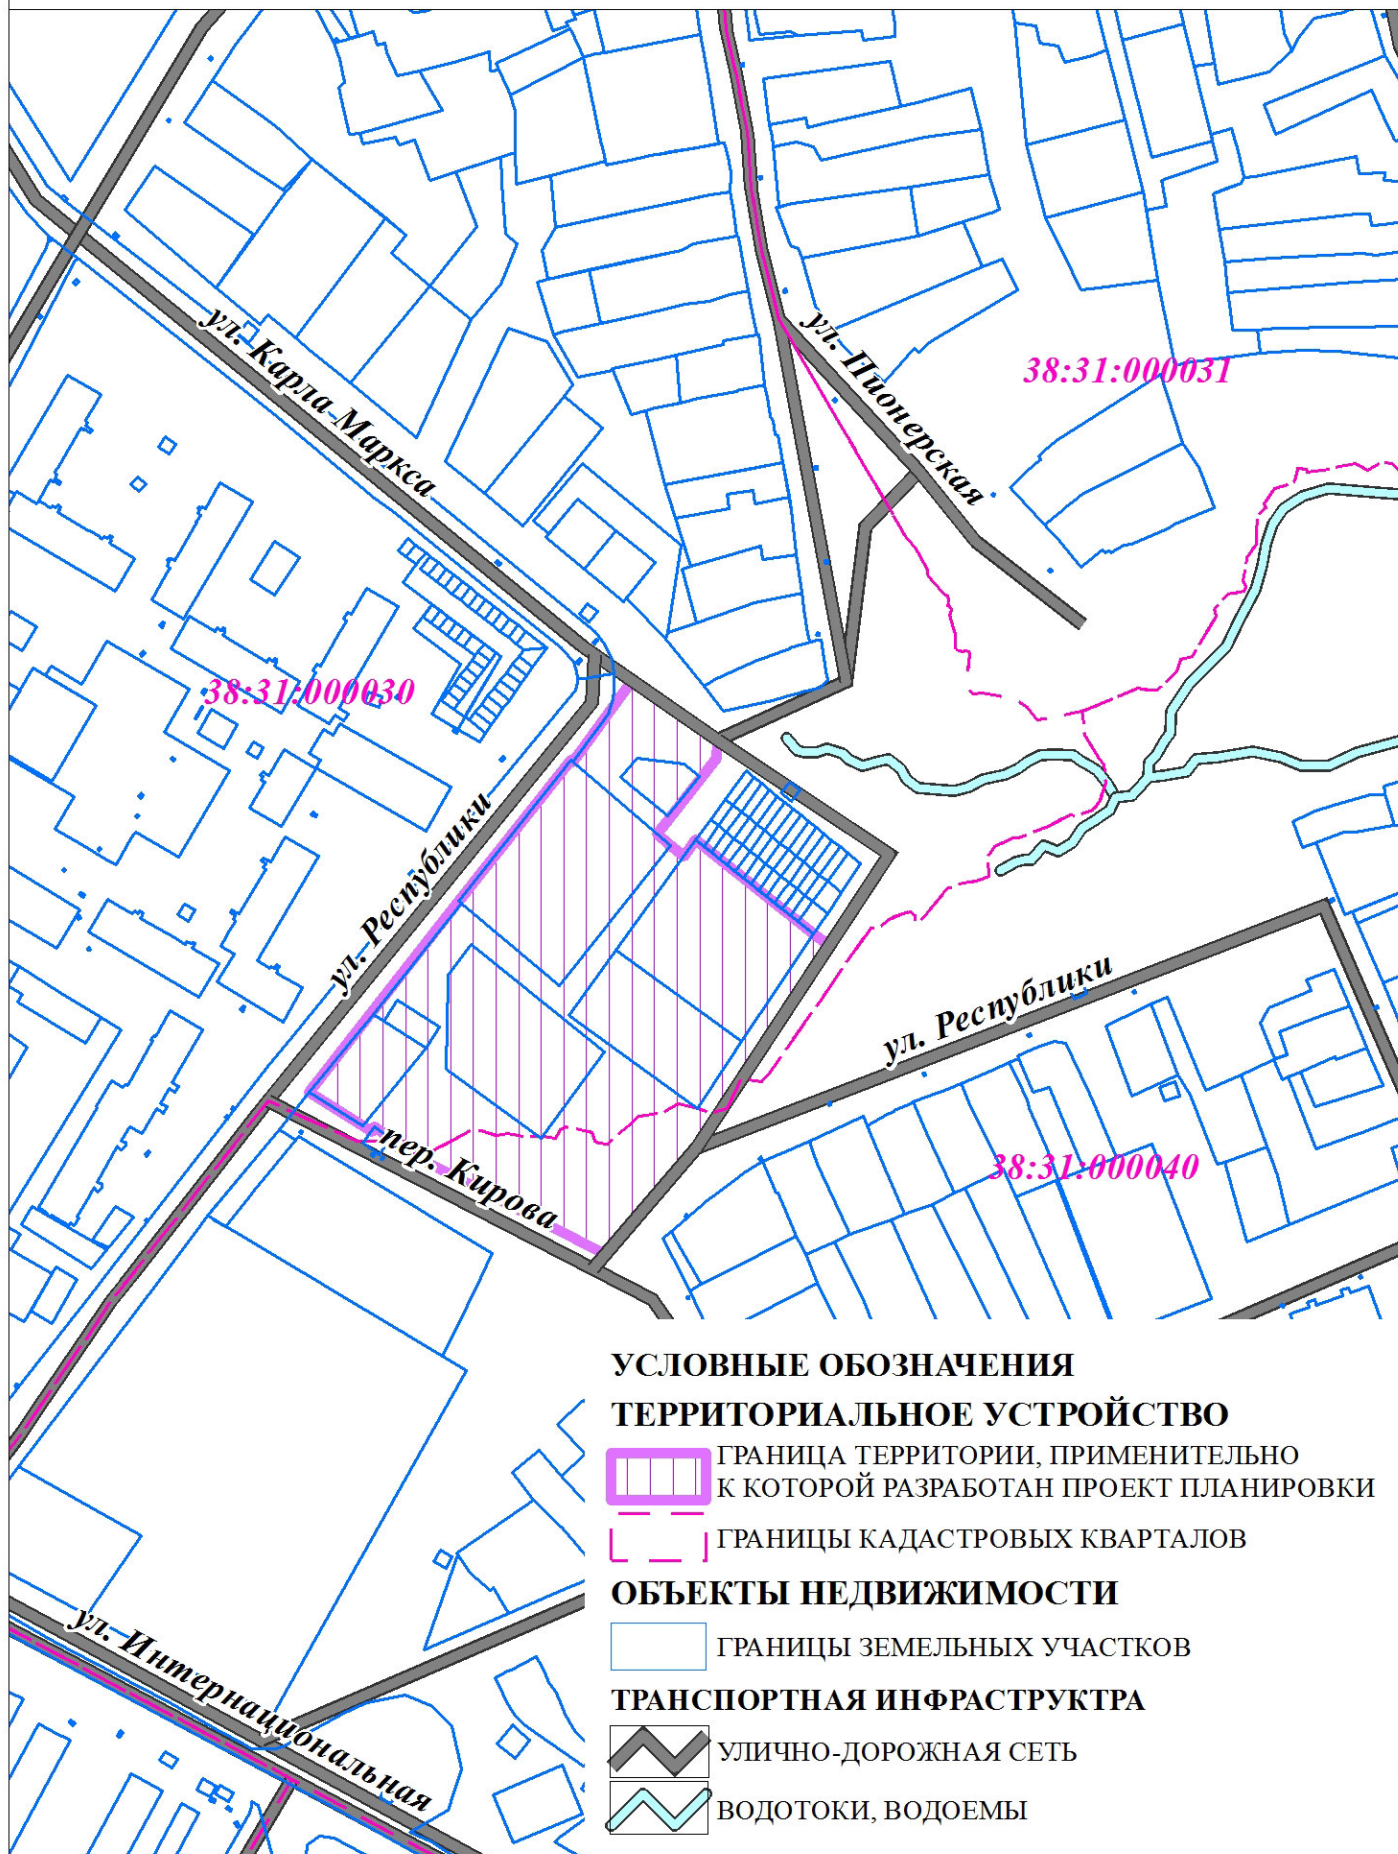 ул. Карла Маркса
ул. Пионерская
38:31:000031
38:31:000030
ул. Республики
ул. Республики
пер. Кирова
38:31:000040
УСЛОВНЫЕ ОБОЗНАЧЕНИЯ
ТЕРРИТОРИАЛЬНОЕ УСТРОЙСТВО
ГРАНИЦА ТЕРРИТОРИИ, ПРИМЕНИТЕЛЬНО
К КОТОРОЙ РАЗРАБОТАН ПРОЕКТ ПЛАНИРОВКИ
ГРАНИЦЫ КАДАСТРОВЫХ КВАРТАЛОВ
ОБЪЕКТЫ НЕДВИЖИМОСТИ
ГРАНИЦЫ ЗЕМЕЛЬНЫХ УЧАСТКОВ
ТРАНСПОРТНАЯ ИНФРАСТРУКТРА
УЛИЧНО-ДОРОЖНАЯ СЕТЬ
ВОДОТОКИ, ВОДОЕМЫ
ул. Интернациональная